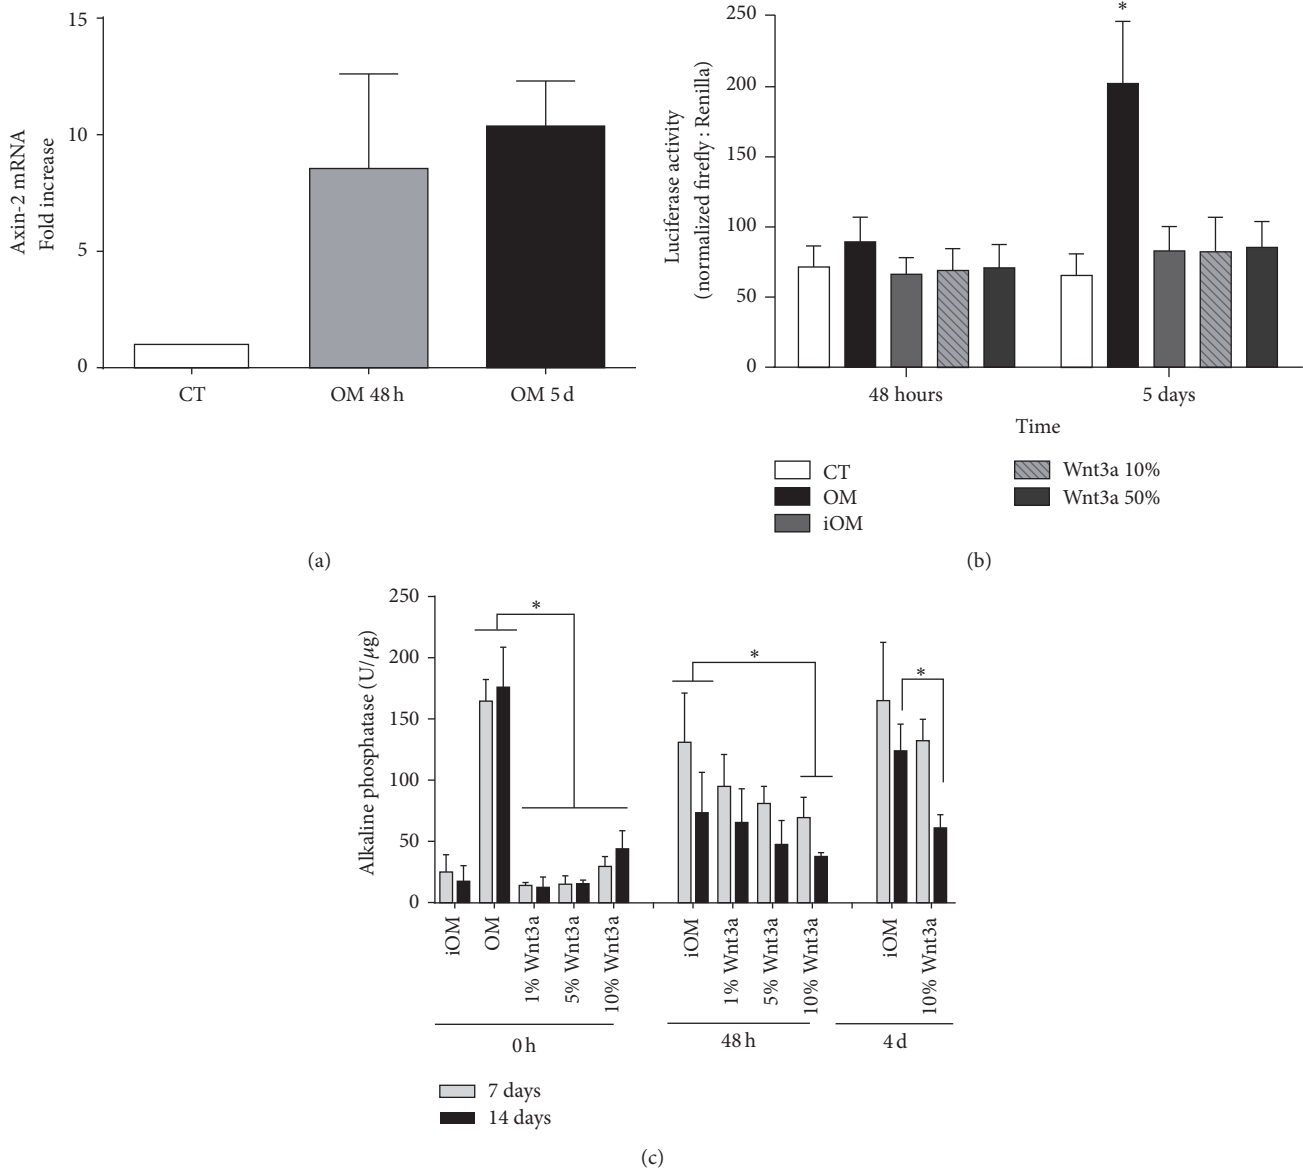 15
10
5
0
Axin-2 mRNA
Fold increase
CT
OM 48 h
OM 5 d
(a)
250
200
150
100
50
0
Luciferase activity
(normalized firefly : Renilla)
*
48 hours
5 days
Time
CT
OM
iOM
Wnt3a 10%
Wnt3a 50%
(b)
250
200
150
100
50
0
Alkaline phosphatase (U/μg)
*
*
*
iOM
OM
1% Wnt3a
5% Wnt3a
10% Wnt3a
iOM
1% Wnt3a
5% Wnt3a
10% Wnt3a
iOM
10% Wnt3a
0 h
48 h
4 d
7 days
14 days
(c)